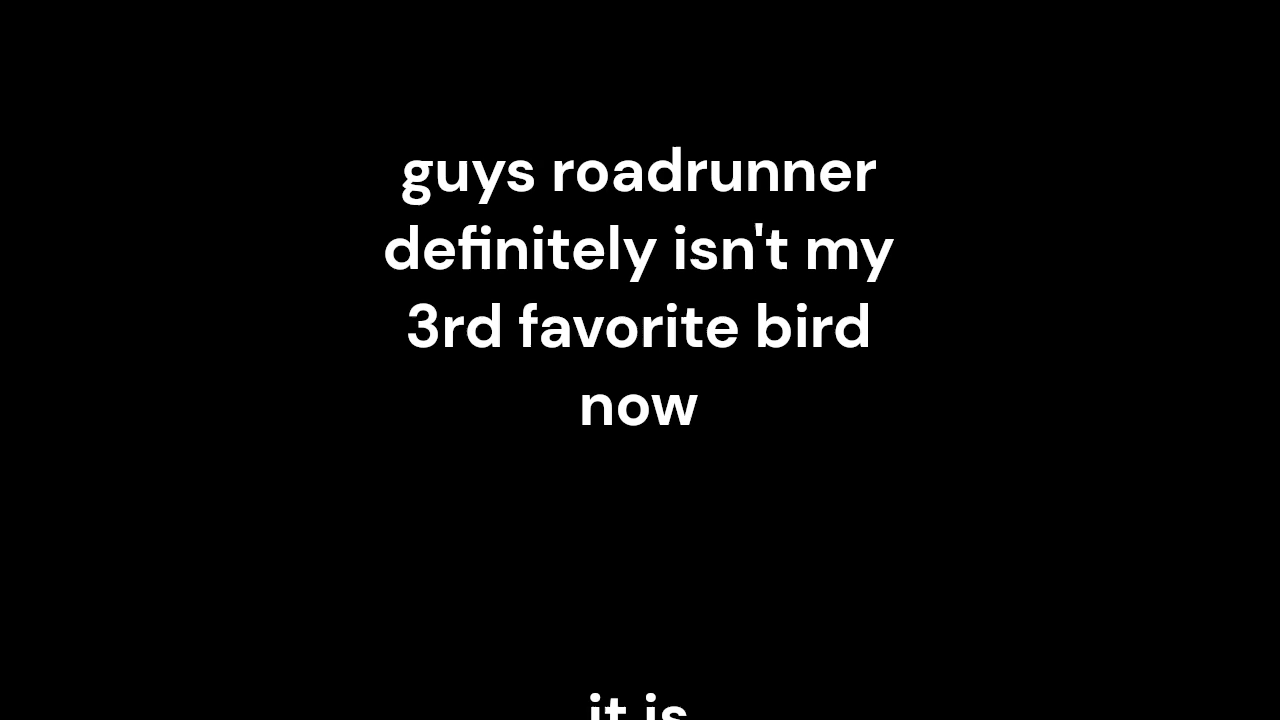 guys roadrunner
definitely isn't my
3rd favorite bird
now
it is